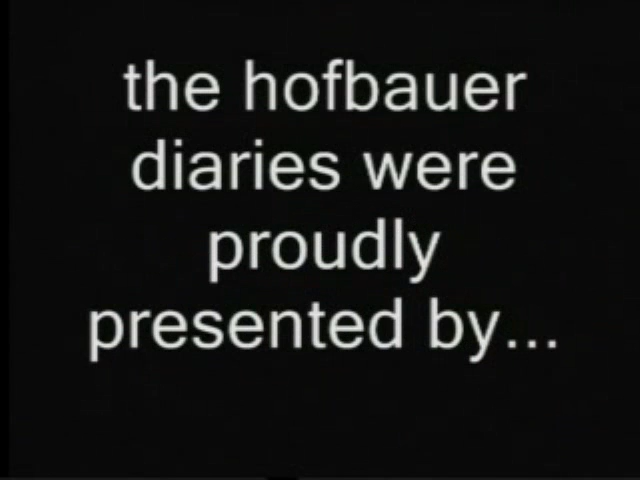 the hofbauer
diaries were
proudly
presented by...